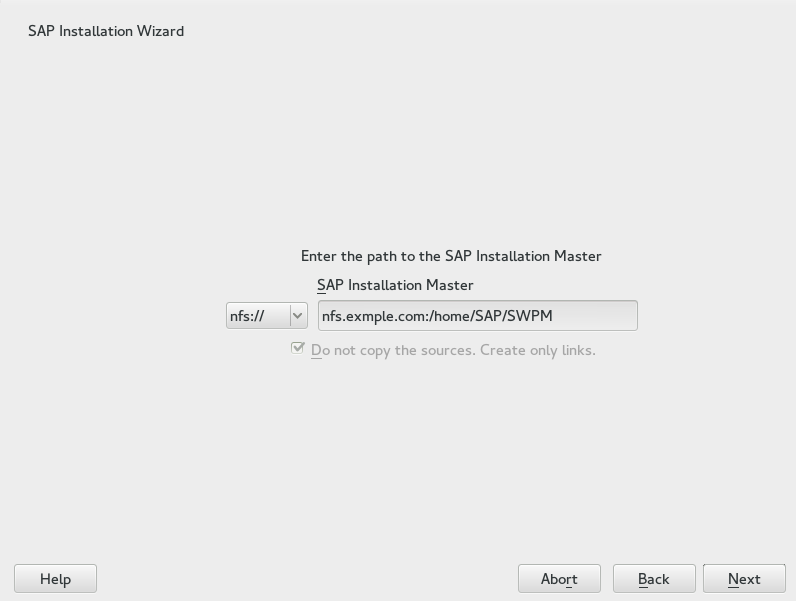 SAP Installation Wizard
Enter the path to the SAP Installation Master
SAP Installation Master
nfs:// nfs.exmple.com:/home/SAP/SWPM
Do not copy the sources. Create only links.
Help Abort Back Next